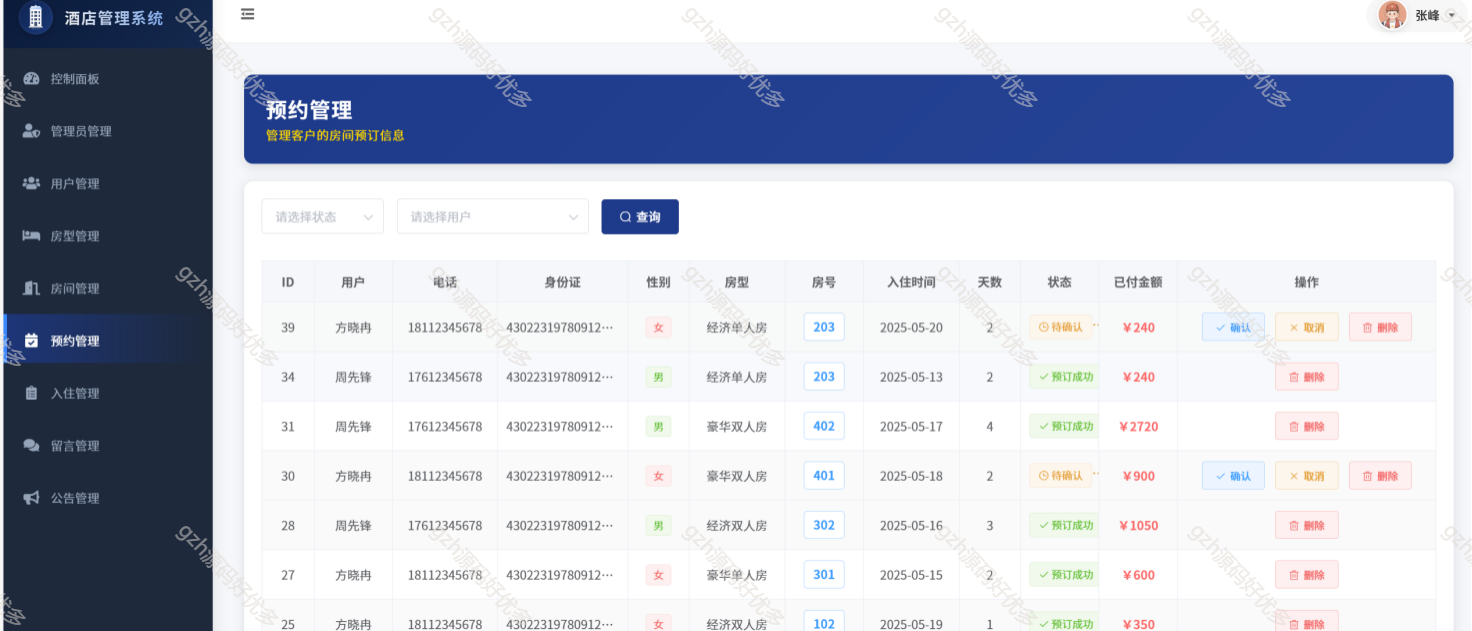 酒店管理系统
张峰
控制面板
管理员管理
用户管理
房型管理
房间管理
预约管理
入住管理
留言管理
公告管理
预约管理
管理客户的房间预订信息
请选择状态 请选择用户 查询
ID 用户 电话 身份证 性别 房型 房号 入住时间 天数 状态 已付金额 操作
39 方晓冉 18112345678 43022319780912··· 女 经济单人房 203 2025-05-20 2 待确认 ¥240 确认 取消 删除
34 周先锋 17612345678 43022319780912··· 男 经济单人房 203 2025-05-13 2 预订成功 ¥240 删除
31 周先锋 17612345678 43022319780912··· 男 豪华双人房 402 2025-05-17 4 预订成功 ¥2720 删除
30 方晓冉 18112345678 43022319780912··· 女 豪华双人房 401 2025-05-18 2 待确认 ¥900 确认 取消 删除
28 周先锋 17612345678 43022319780912··· 男 经济双人房 302 2025-05-16 3 预订成功 ¥1050 删除
27 方晓冉 18112345678 43022319780912··· 女 豪华单人房 301 2025-05-15 2 预订成功 ¥600 删除
25 方晓冉 18112345678 43022319780912··· 女 经济双人房 102 2025-05-19 1 预订成功 ¥350 删除
gzh源码好优多